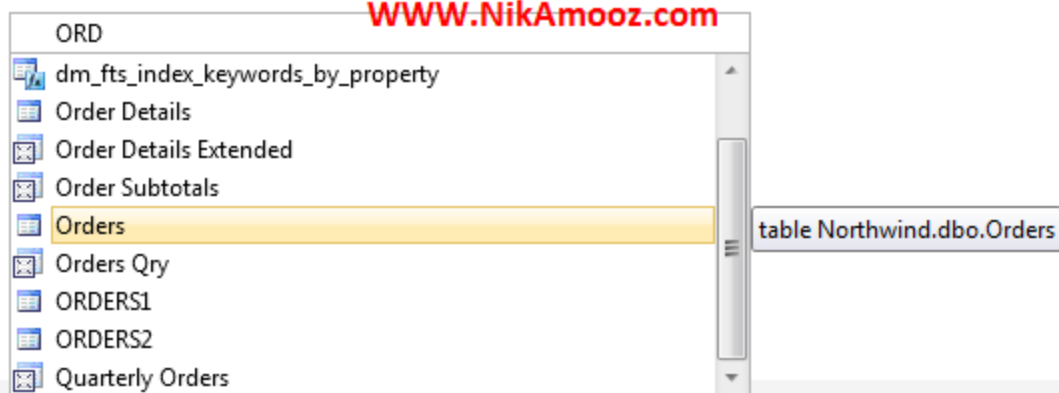 WWW.NikAmooz.com
ORD
dm_fts_index_keywords_by_property
Order Details
Order Details Extended
Order Subtotals
Orders
table Northwind.dbo.Orders
Orders Qry
ORDERS1
ORDERS2
Quarterly Orders